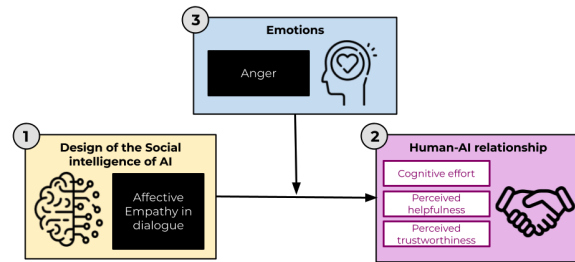 3
Emotions
Anger
1
Design of the Social
intelligence of AI
Affective
Empathy in
dialogue
2
Human-AI relationship
Cognitive effort
Perceived
helpfulness
Perceived
trustworthiness